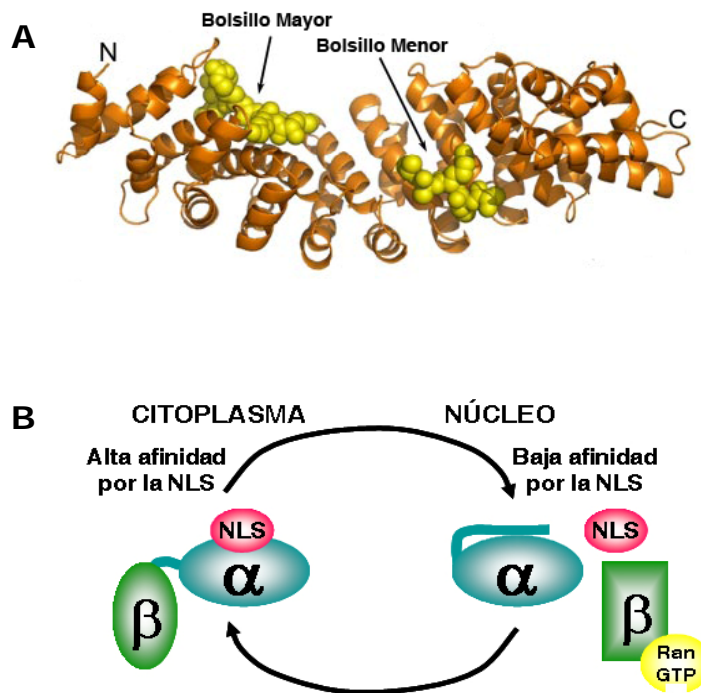 A
Bolsillo Mayor
Bolsillo Menor
N
C
B
CITOPLASMA
NÚCLEO
Alta afinidad
por la NLS
Baja afinidad
por la NLS
NLS
α
β
NLS
α
β
Ran
GTP